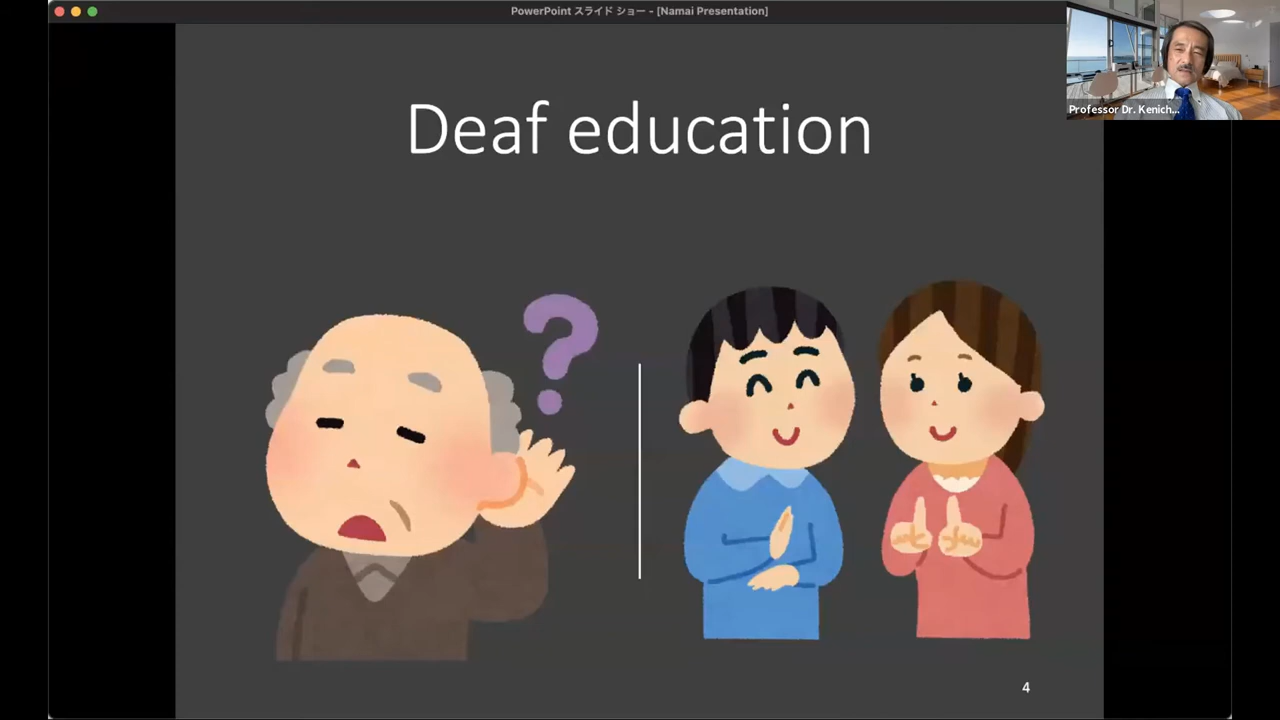 PowerPoint スライド ショー - [Namai Presentation]
Professor Dr. Kenich...
Deaf education
?
4